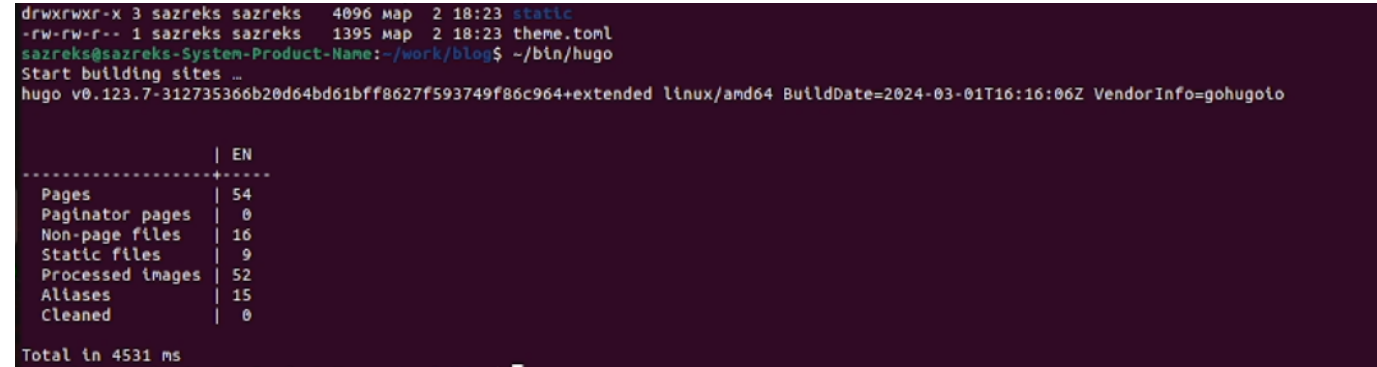 drwxrwxr-x 3 sazreks sazreks   4096 мар  2 18:23 static
-rw-rw-r-- 1 sazreks sazreks   1395 мар  2 18:23 theme.toml
sazreks@sazreks-System-Product-Name:~/work/blog$ ~/bin/hugo
Start building sites …
hugo v0.123.7-312735366b20d64bd61bff8627f593749f86c964+extended linux/amd64 BuildDate=2024-03-01T16:16:06Z VendorInfo=gohugoio
                   | EN
-------------------+-----
  Pages            | 54
  Paginator pages  |  0
  Non-page files   | 16
  Static files     |  9
  Processed images | 52
  Aliases          | 15
  Cleaned          |  0
Total in 4531 ms